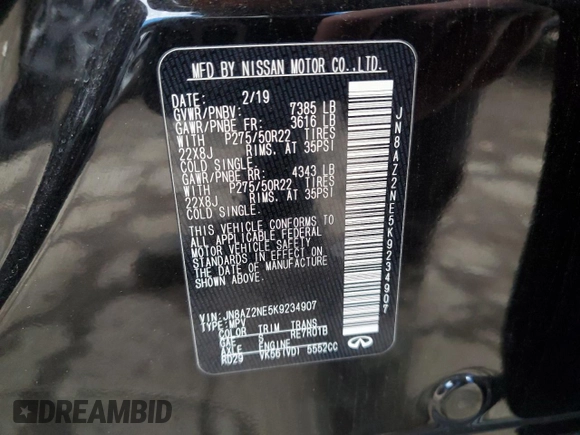 MFD BY NISSAN MOTOR CO.,LTD.
DATE: 2/19
GVWR/PNBV: 7385 LB
GAWR/PNBE FR: 3616 LB
WITH P275/50R22 TIRES
22X8J RIMS. AT 35PSI
COLD SINGLE.
GAWR/PNBE RR: 4343 LB
WITH P275/50R22 TIRES
22X8J RIMS. AT 35PSI
COLD SINGLE.
THIS VEHICLE CONFORMS TO
ALL APPLICABLE FEDERAL
MOTOR VEHICLE SAFETY
STANDARDS IN EFFECT ON
THE DATE OF MANUFACTURE
SHOWN ABOVE.
VIN: JN8AZ2NE5K9234907
TYPE: MPV
COLOR TRIM TRANS
GAE G RE7R01B
AXLE ENGINE
RD29 VK56(VD) 5552CC
JN8AZ2NE5K9234907
INFINITI
DREAMBID